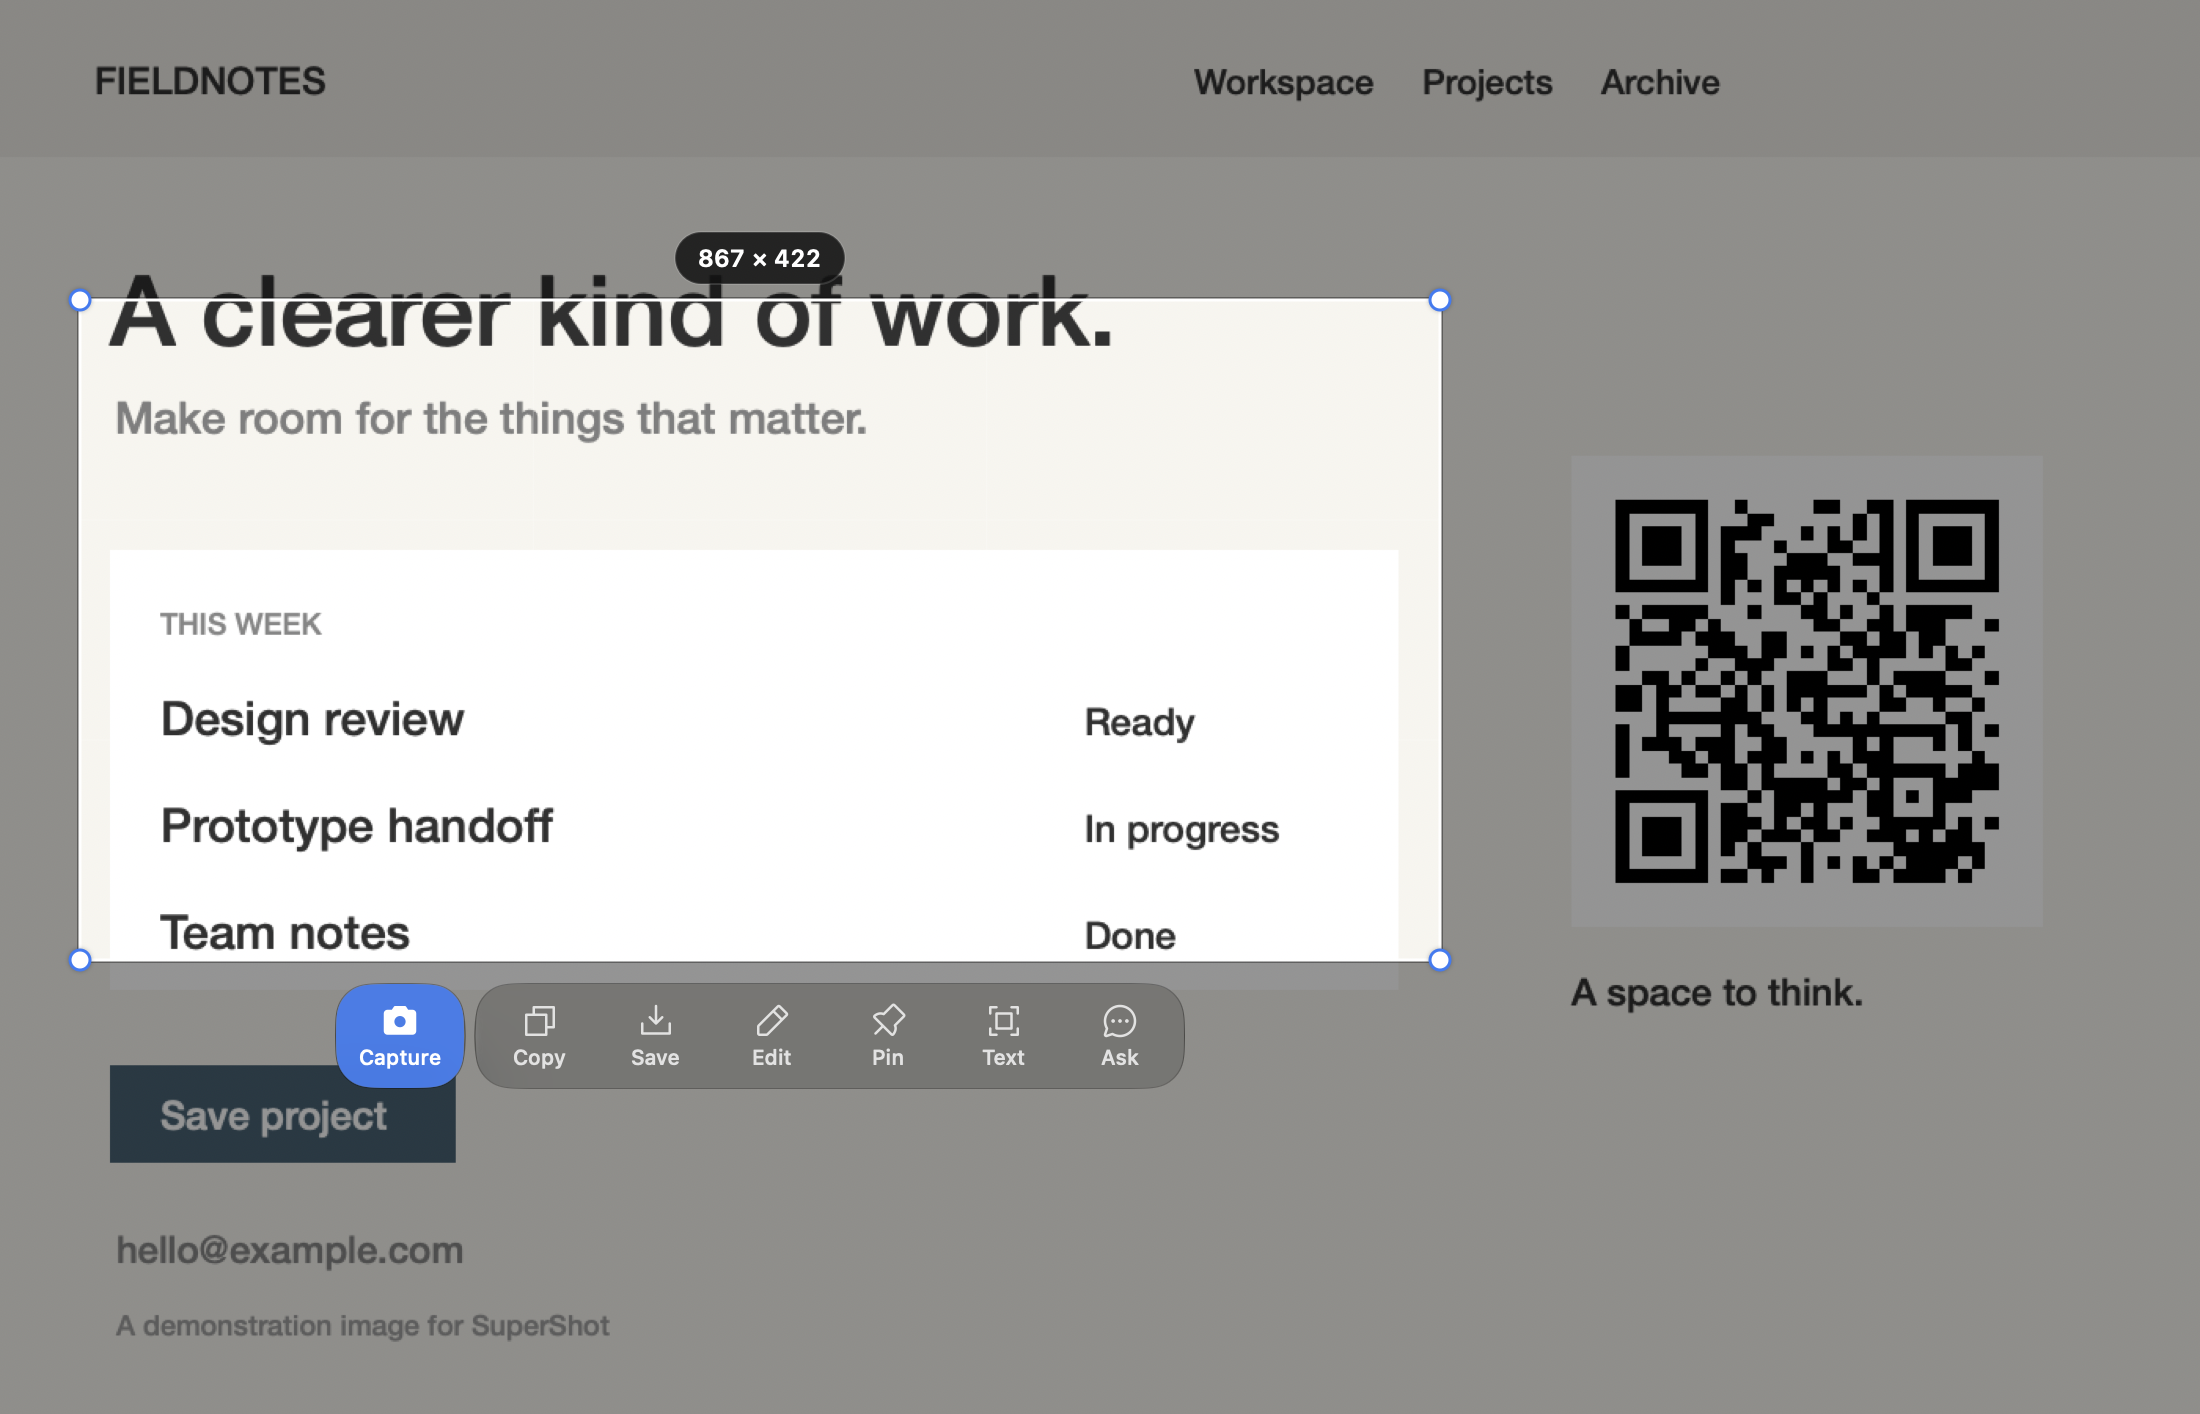 FIELDNOTES
Workspace Projects Archive
867 × 422
A clearer kind of work.
Make room for the things that matter.
THIS WEEK
Design review Ready
Prototype handoff In progress
Team notes Done
A space to think.
Capture Copy Save Edit Pin Text Ask
Save project
hello@example.com
A demonstration image for SuperShot